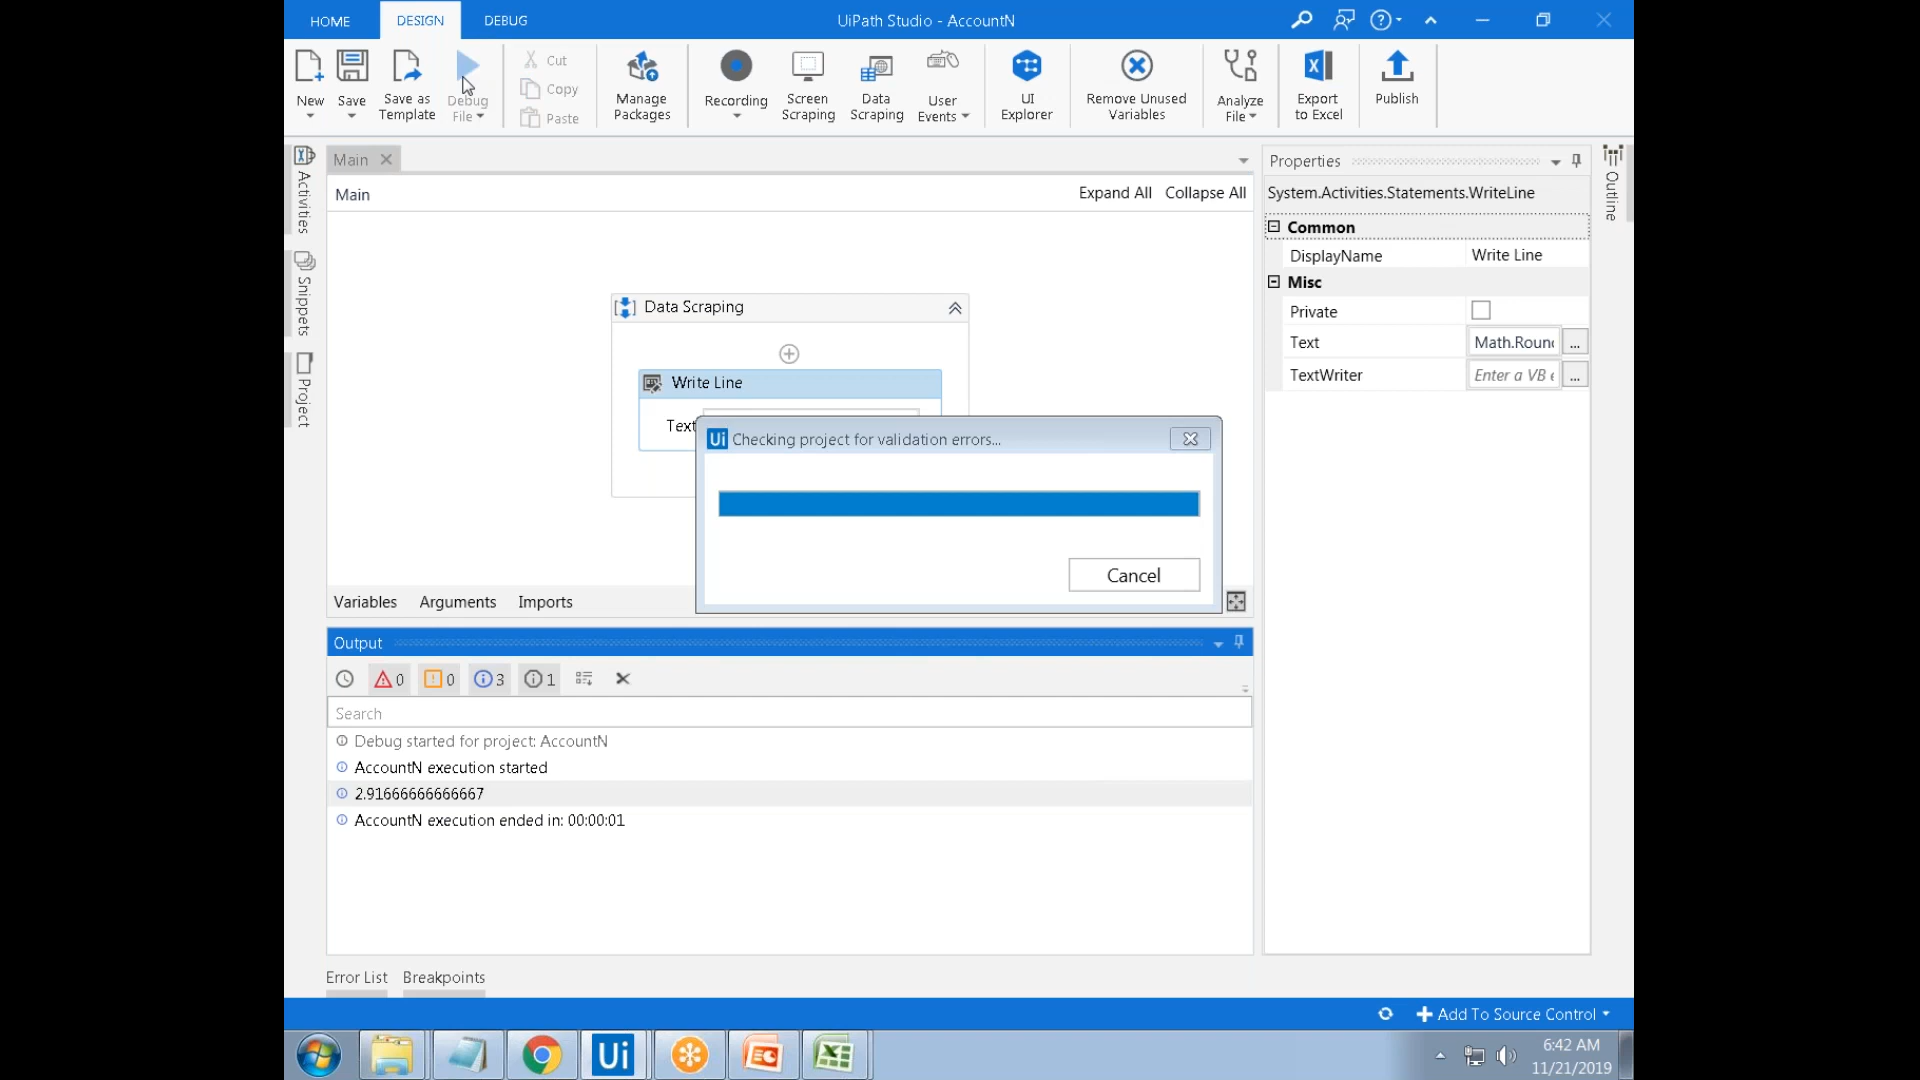 HOME
DESIGN
DEBUG
UiPath Studio - AccountN
New
Save
Save as
Template
Debug
File
Cut
Copy
Paste
Manage
Packages
Recording
Screen
Scraping
Data
Scraping
User
Events
UI
Explorer
Remove Unused
Variables
Analyze
File
Export
to Excel
Publish
Activities
Snippets
Project
Main
Main
Expand All Collapse All
Data Scraping
Write Line
Text
Ui Checking project for validation errors...
Cancel
Variables Arguments Imports
Properties
System.Activities.Statements.WriteLine
Common
DisplayName Write Line
Misc
Private
Text Math.Round ...
TextWriter Enter a VB e ...
Outline
Output
0 0 3 1
Search
Debug started for project: AccountN
AccountN execution started
2.91666666666667
AccountN execution ended in: 00:00:01
Error List Breakpoints
Add To Source Control
Ui
6:42 AM
11/21/2019